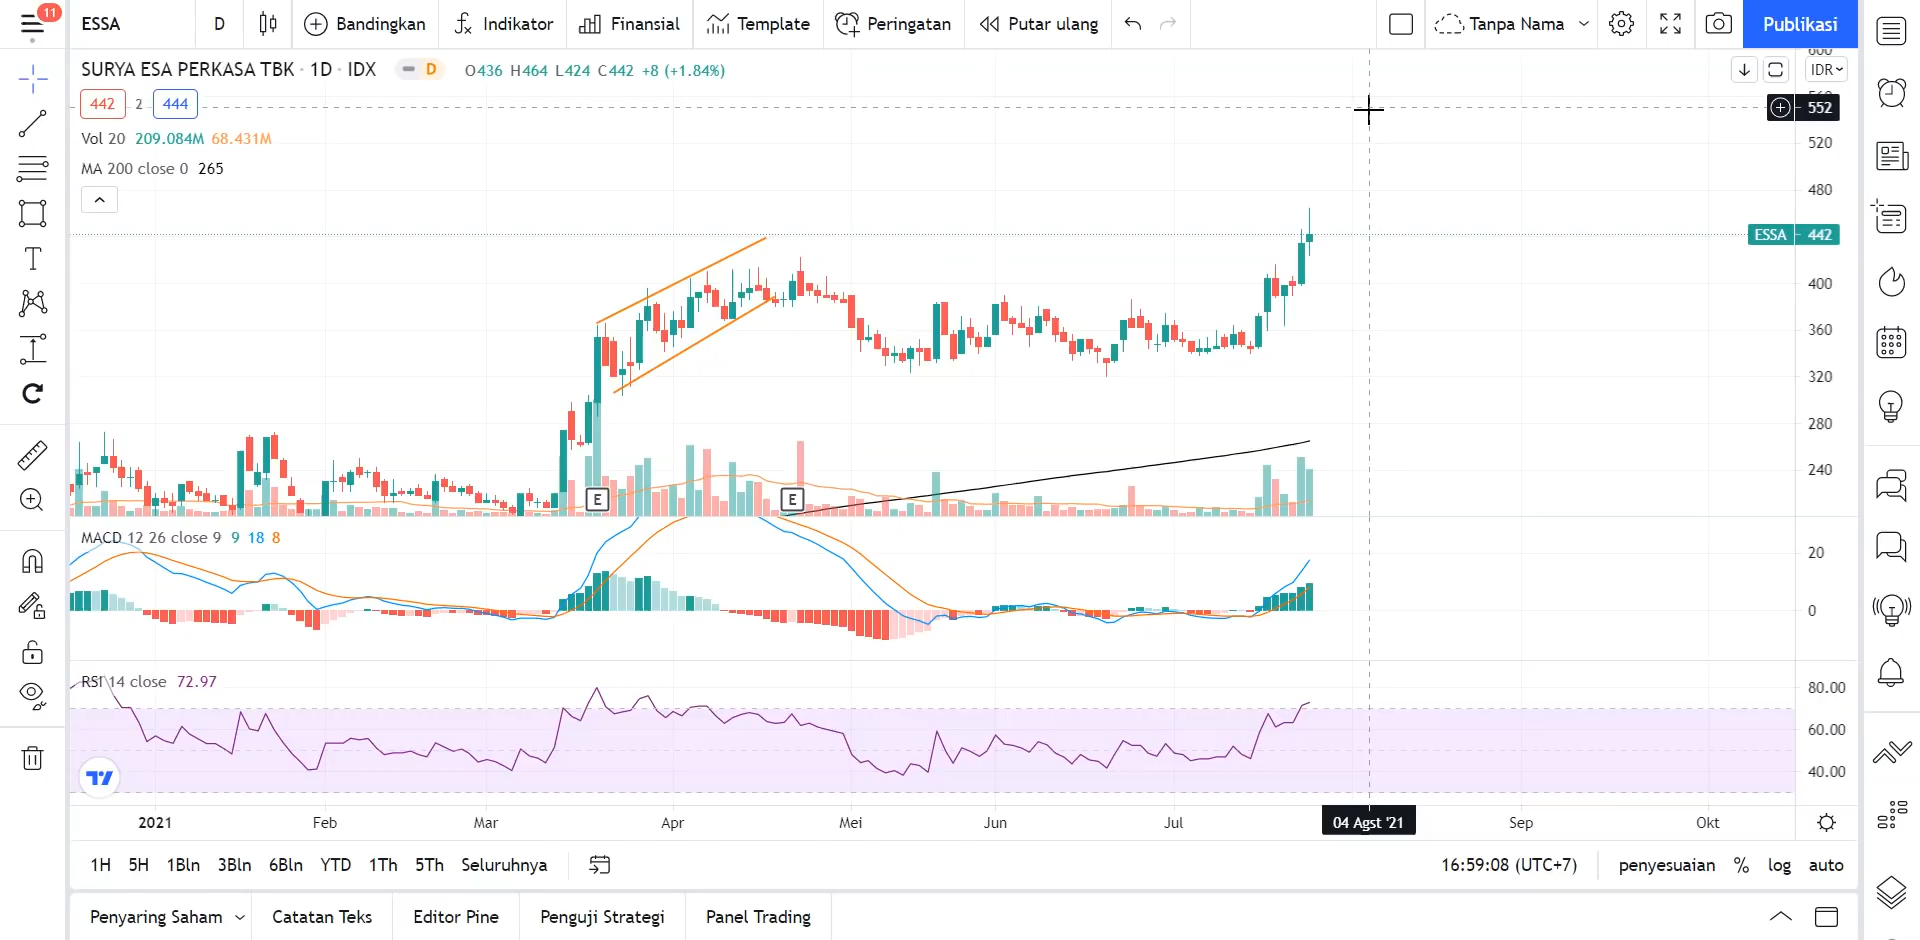 11
ESSA
D
Bandingkan
Indikator
Finansial
Template
Peringatan
Putar ulang
Tanpa Nama
Publikasi
SURYA ESA PERKASA TBK · 1D · IDX
D
O436 H464 L424 C442 +8 (+1.84%)
IDR
442 2 444
552
Vol 20 209.084M 68.431M
MA 200 close 0 265
520
480
ESSA 442
400
360
320
280
240
E
E
MACD 12 26 close 9 9 18 8
20
0
RSI 14 close 72.97
80.00
60.00
40.00
2021 Feb Mar Apr Mei Jun Jul 04 Agst '21 Sep Okt
1H 5H 1Bln 3Bln 6Bln YTD 1Th 5Th Seluruhnya
16:59:08 (UTC+7)
penyesuaian % log auto
Penyaring Saham
Catatan Teks
Editor Pine
Penguji Strategi
Panel Trading